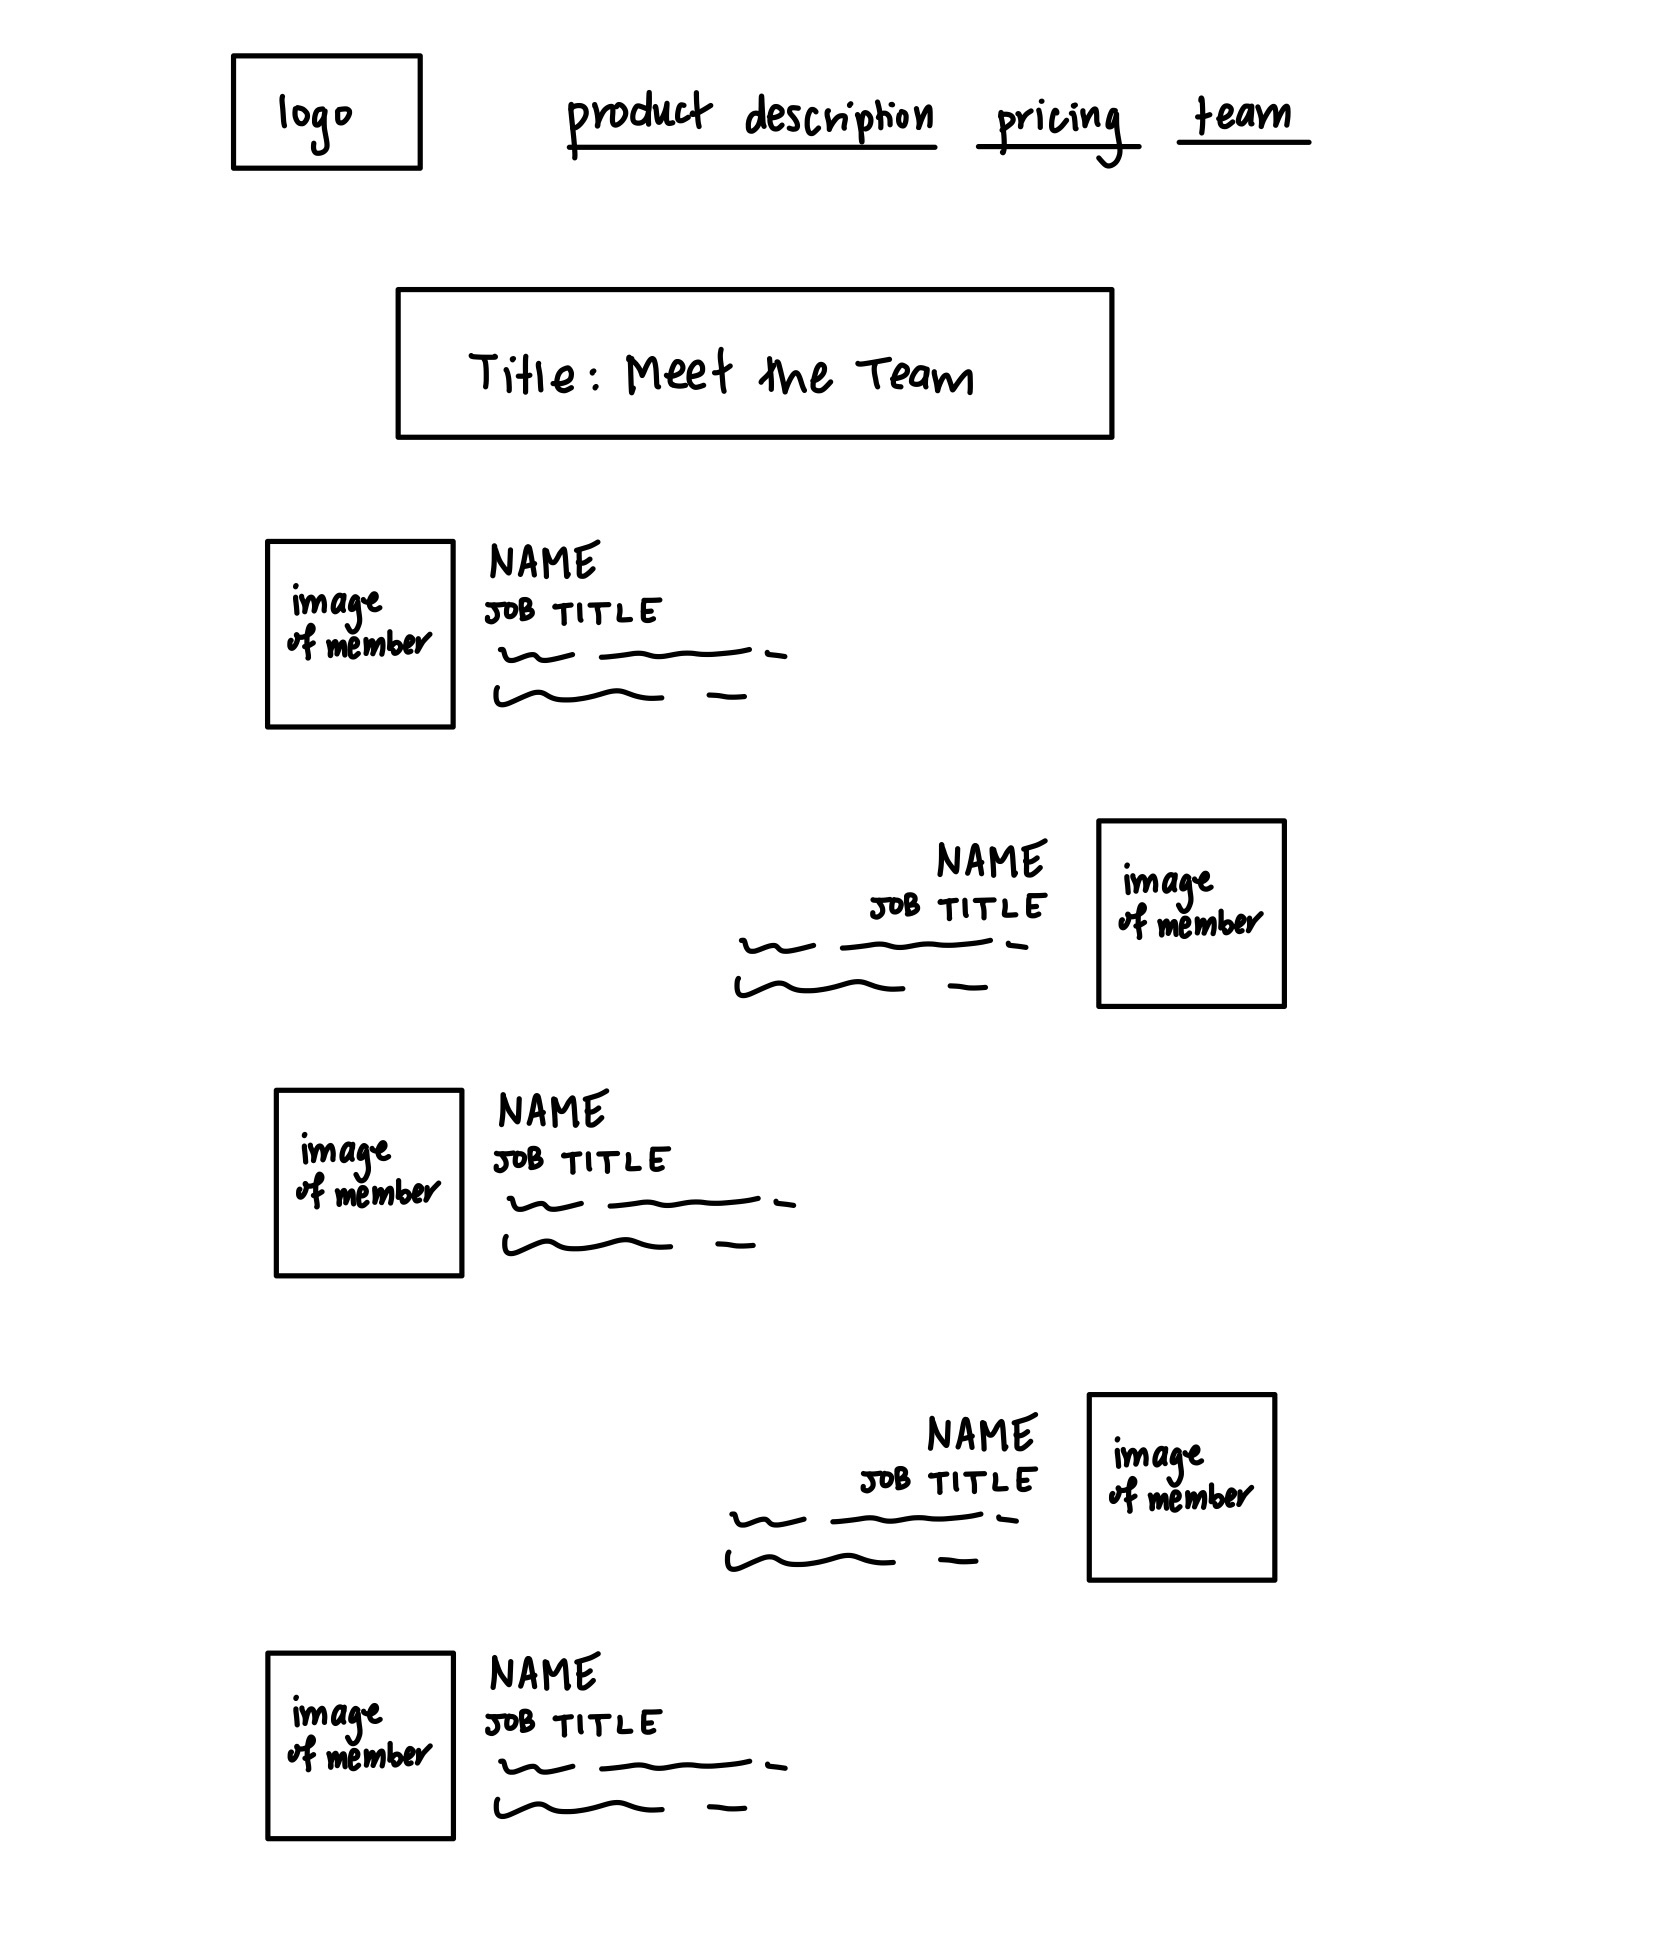 logo
product description pricing team
Title: Meet the Team
NAME
JOB TITLE
image
of member
NAME
JOB TITLE
image
of member
NAME
JOB TITLE
image
of member
NAME
JOB TITLE
image
of member
NAME
JOB TITLE
image
of member